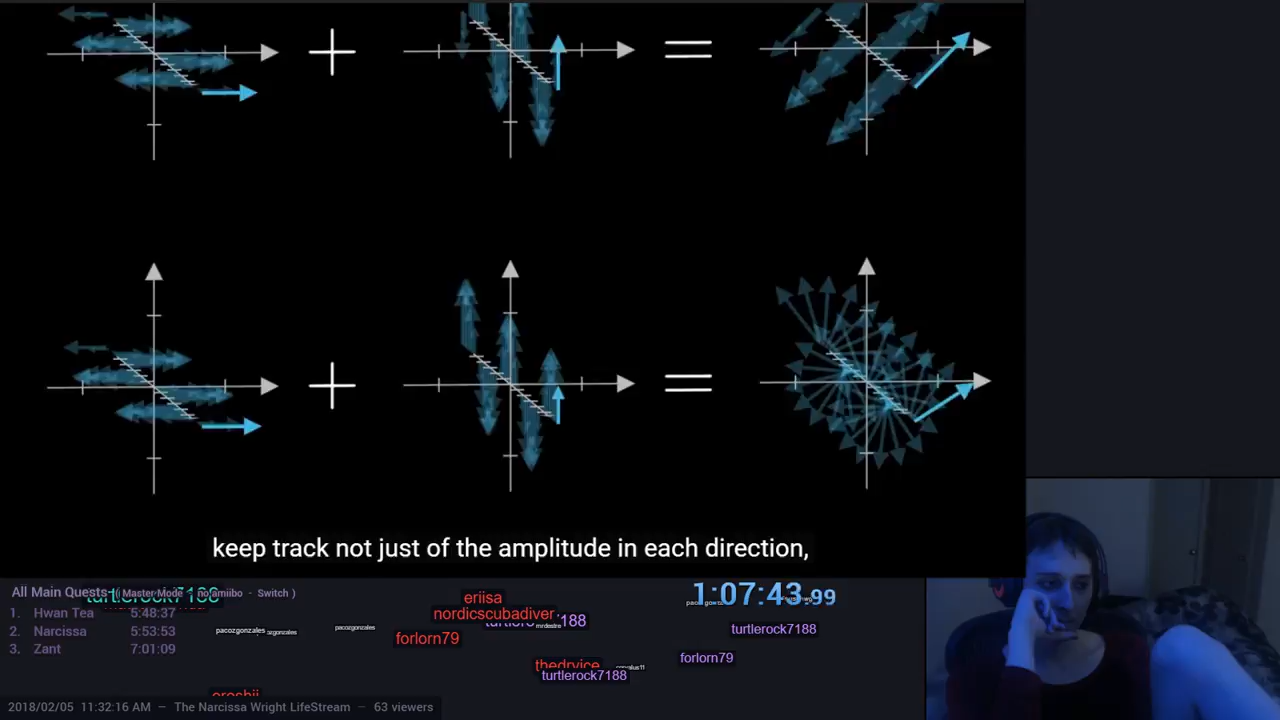 keep track not just of the amplitude in each direction,
All Main Quests ( Master Mode · no amiibo · Switch )
1. Hwan Tea 5:48:37
2. Narcissa 5:53:53
3. Zant 7:01:09
turtlerock7188
pacozgonzales
pacozgonzales
eriisa
nordicscubadiver
forlorn79
thedrvice
turtlerock7188
1:07:43.99
turtlerock7188
forlorn79
2018/02/05 11:32:16 AM — The Narcissa Wright LifeStream — 63 viewers